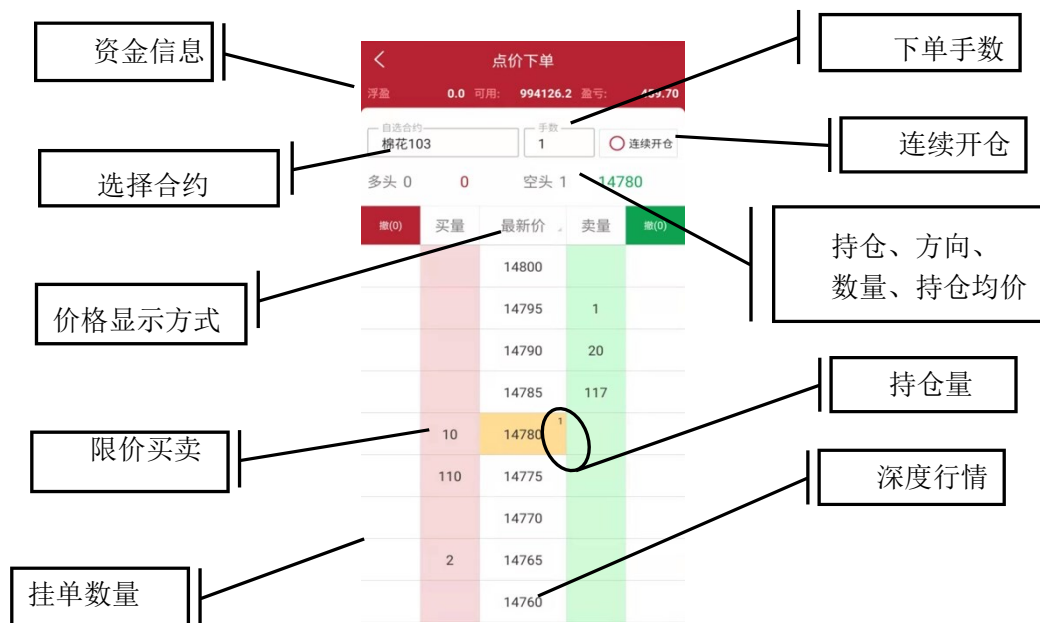 资金信息
下单手数
点价下单
浮盈 0.0 可用: 994126.2 盈亏: 459.70
自选合约 手数
棉花103 1 连续开仓
连续开仓
选择合约
多头 0 0 空头 1 14780
撤(0) 买量 最新价 卖量 撤(0)
持仓、方向、
数量、持仓均价
14800
价格显示方式
14795 1
14790 20
14785 117
持仓量
10 14780 1
限价买卖
110 14775
深度行情
14770
2 14765
挂单数量
14760